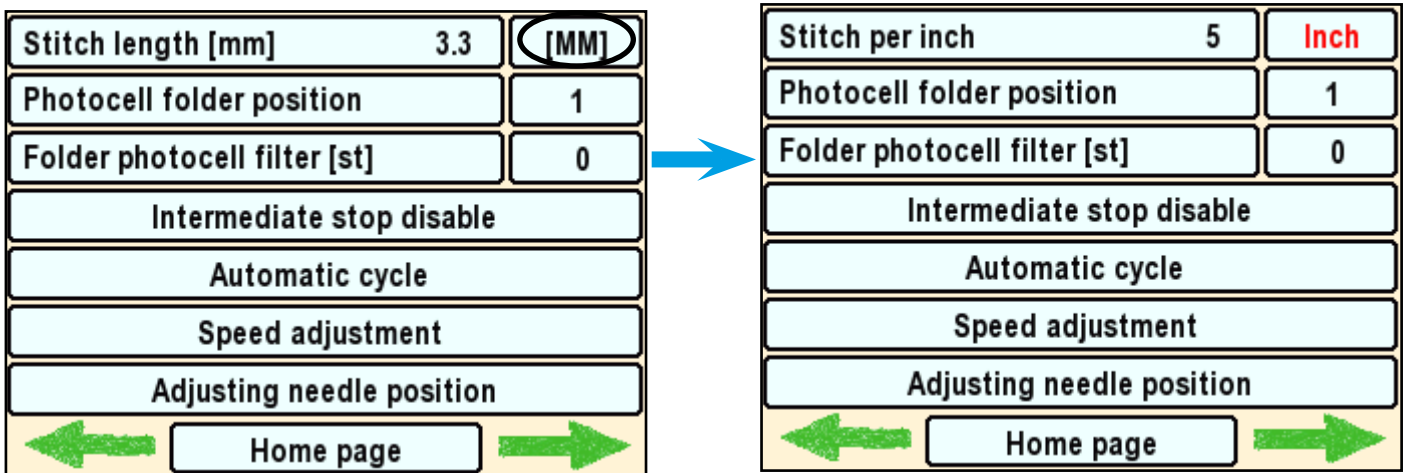 Stitch length [mm] 3.3 [MM]
Photocell folder position 1
Folder photocell filter [st] 0
Intermediate stop disable
Automatic cycle
Speed adjustment
Adjusting needle position
Home page
Stitch per inch 5 Inch
Photocell folder position 1
Folder photocell filter [st] 0
Intermediate stop disable
Automatic cycle
Speed adjustment
Adjusting needle position
Home page